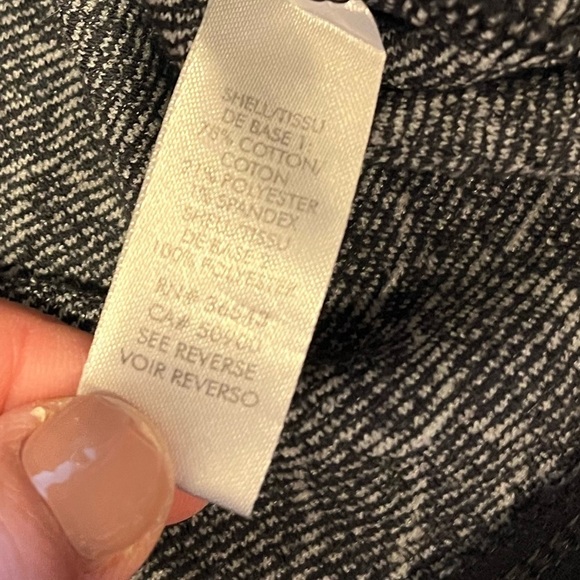 SHELL/TISSU
DE BASE 1:
78% COTTON/
COTON
21% POLYESTER
1% SPANDEX
SHELL/TISSU
DE BASE 2:
100% POLYESTER
RN#
CA# 50900
SEE REVERSE
VOIR REVERSO